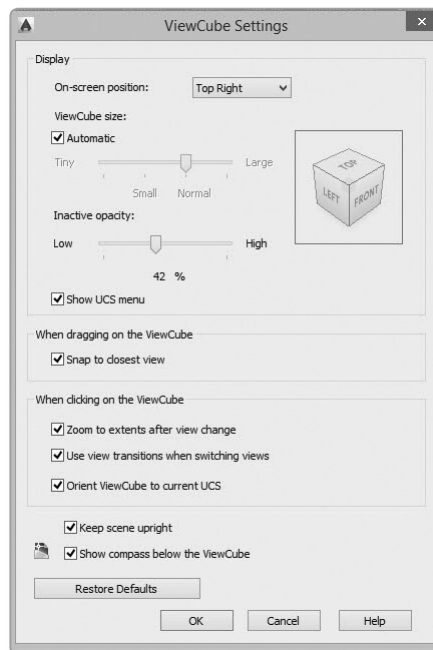 ViewCube Settings
Display
On-screen position: Top Right
ViewCube size:
Automatic
Tiny Large
Small Normal
TOP
LEFT FRONT
Inactive opacity:
Low High
42 %
Show UCS menu
When dragging on the ViewCube
Snap to closest view
When clicking on the ViewCube
Zoom to extents after view change
Use view transitions when switching views
Orient ViewCube to current UCS
Keep scene upright
Show compass below the ViewCube
Restore Defaults
OK Cancel Help